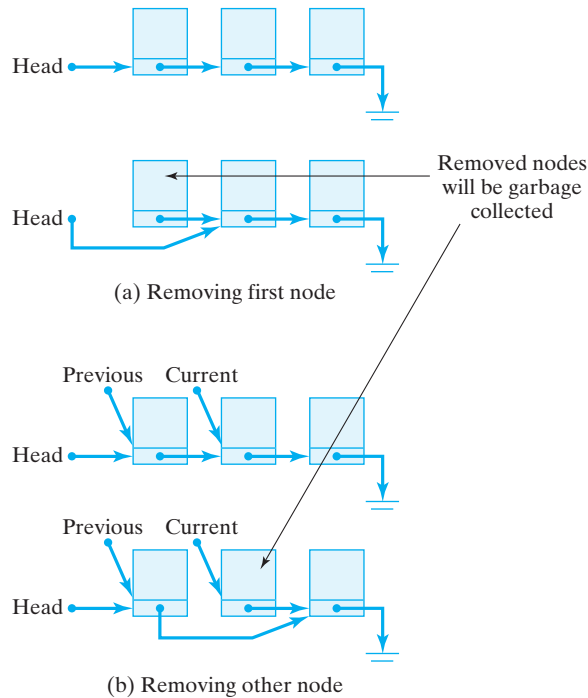 Head
Head
Removed nodes
will be garbage
collected
(a) Removing first node
Previous Current
Head
Previous Current
Head
(b) Removing other node